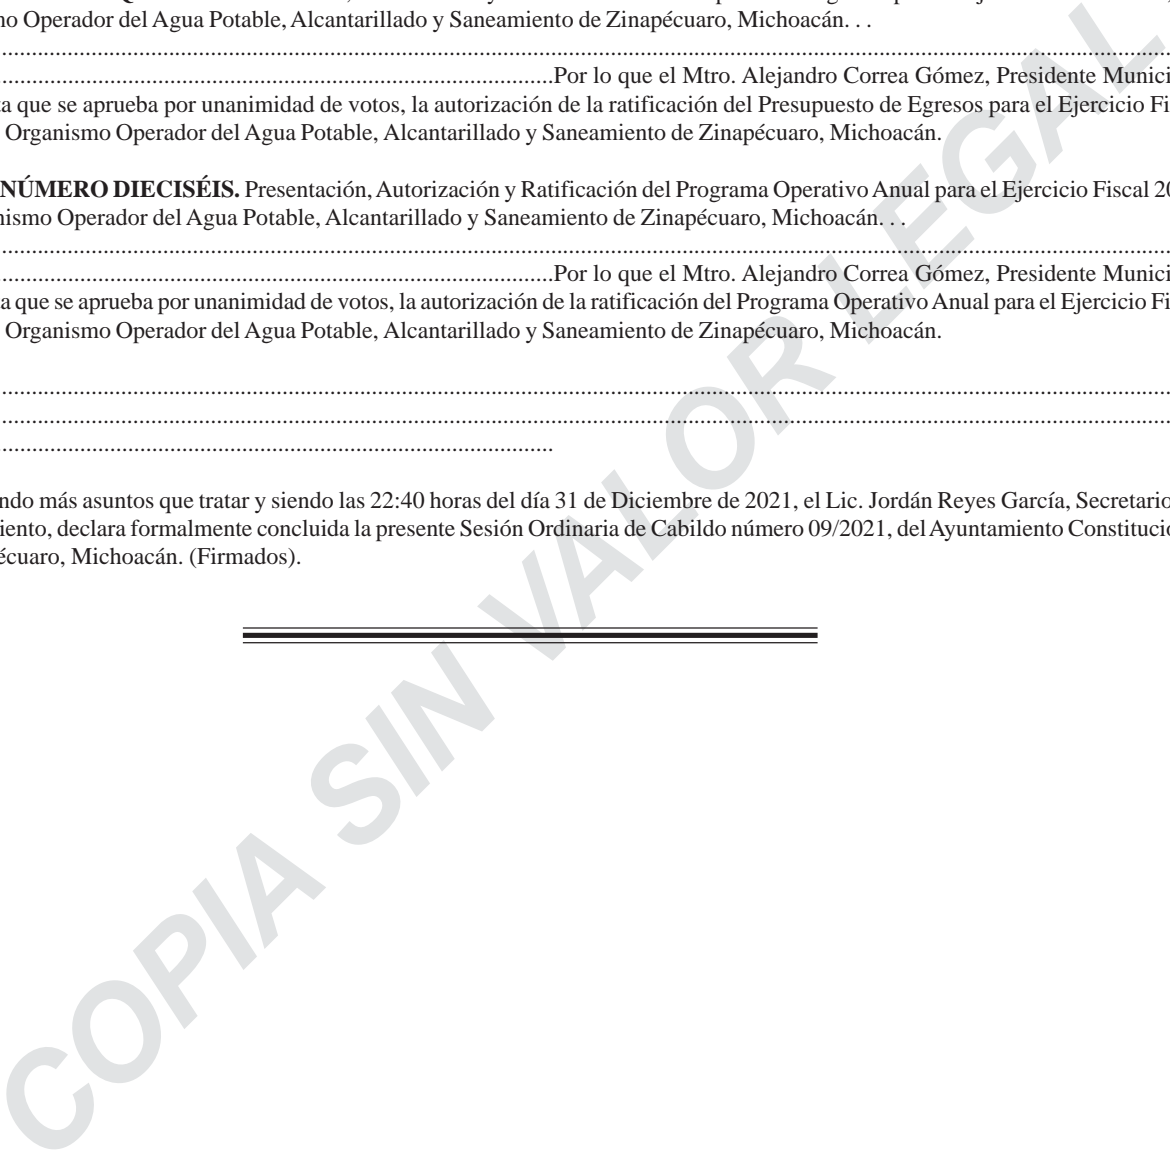 no Operador del Agua Potable, Alcantarillado y Saneamiento de Zinapécuaro, Michoacán. . .
..........Por lo que el Mtro. Alejandro Correa Gómez, Presidente Munici
ta que se aprueba por unanimidad de votos, la autorización de la ratificación del Presupuesto de Egresos para el Ejercicio Fi
Organismo Operador del Agua Potable, Alcantarillado y Saneamiento de Zinapécuaro, Michoacán.
NÚMERO DIECISÉIS. Presentación, Autorización y Ratificación del Programa Operativo Anual para el Ejercicio Fiscal 20
nismo Operador del Agua Potable, Alcantarillado y Saneamiento de Zinapécuaro, Michoacán. . .
..........Por lo que el Mtro. Alejandro Correa Gómez, Presidente Munici
ta que se aprueba por unanimidad de votos, la autorización de la ratificación del Programa Operativo Anual para el Ejercicio Fi
Organismo Operador del Agua Potable, Alcantarillado y Saneamiento de Zinapécuaro, Michoacán.
ndo más asuntos que tratar y siendo las 22:40 horas del día 31 de Diciembre de 2021, el Lic. Jordán Reyes García, Secretario
iento, declara formalmente concluida la presente Sesión Ordinaria de Cabildo número 09/2021, del Ayuntamiento Constitucio
écuaro, Michoacán. (Firmados).
COPIA SIN VALOR LEGAL